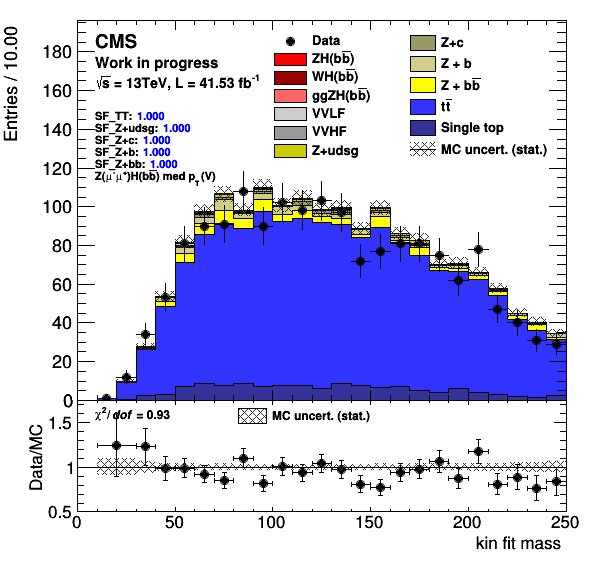 CMS
Work in progress
√s = 13TeV, L = 41.53 fb⁻¹
SF_TT: 1.000
SF_Z+udsg: 1.000
SF_Z+c: 1.000
SF_Z+b: 1.000
SF_Z+bb: 1.000
Z(μ⁻μ⁺)H(bb̅) med p_T(V)
Data
ZH(bb̅)
WH(bb̅)
ggZH(bb̅)
VVLF
VVHF
Z+udsg
Z+c
Z + b
Z + bb̅
tt̅
Single top
MC uncert. (stat.)
Entries / 10.00
180
160
140
120
100
80
60
40
20
0
χ²/dof = 0.93
MC uncert. (stat.)
Data/MC
1.5
1
0.5
0 50 100 150 200 250
kin fit mass